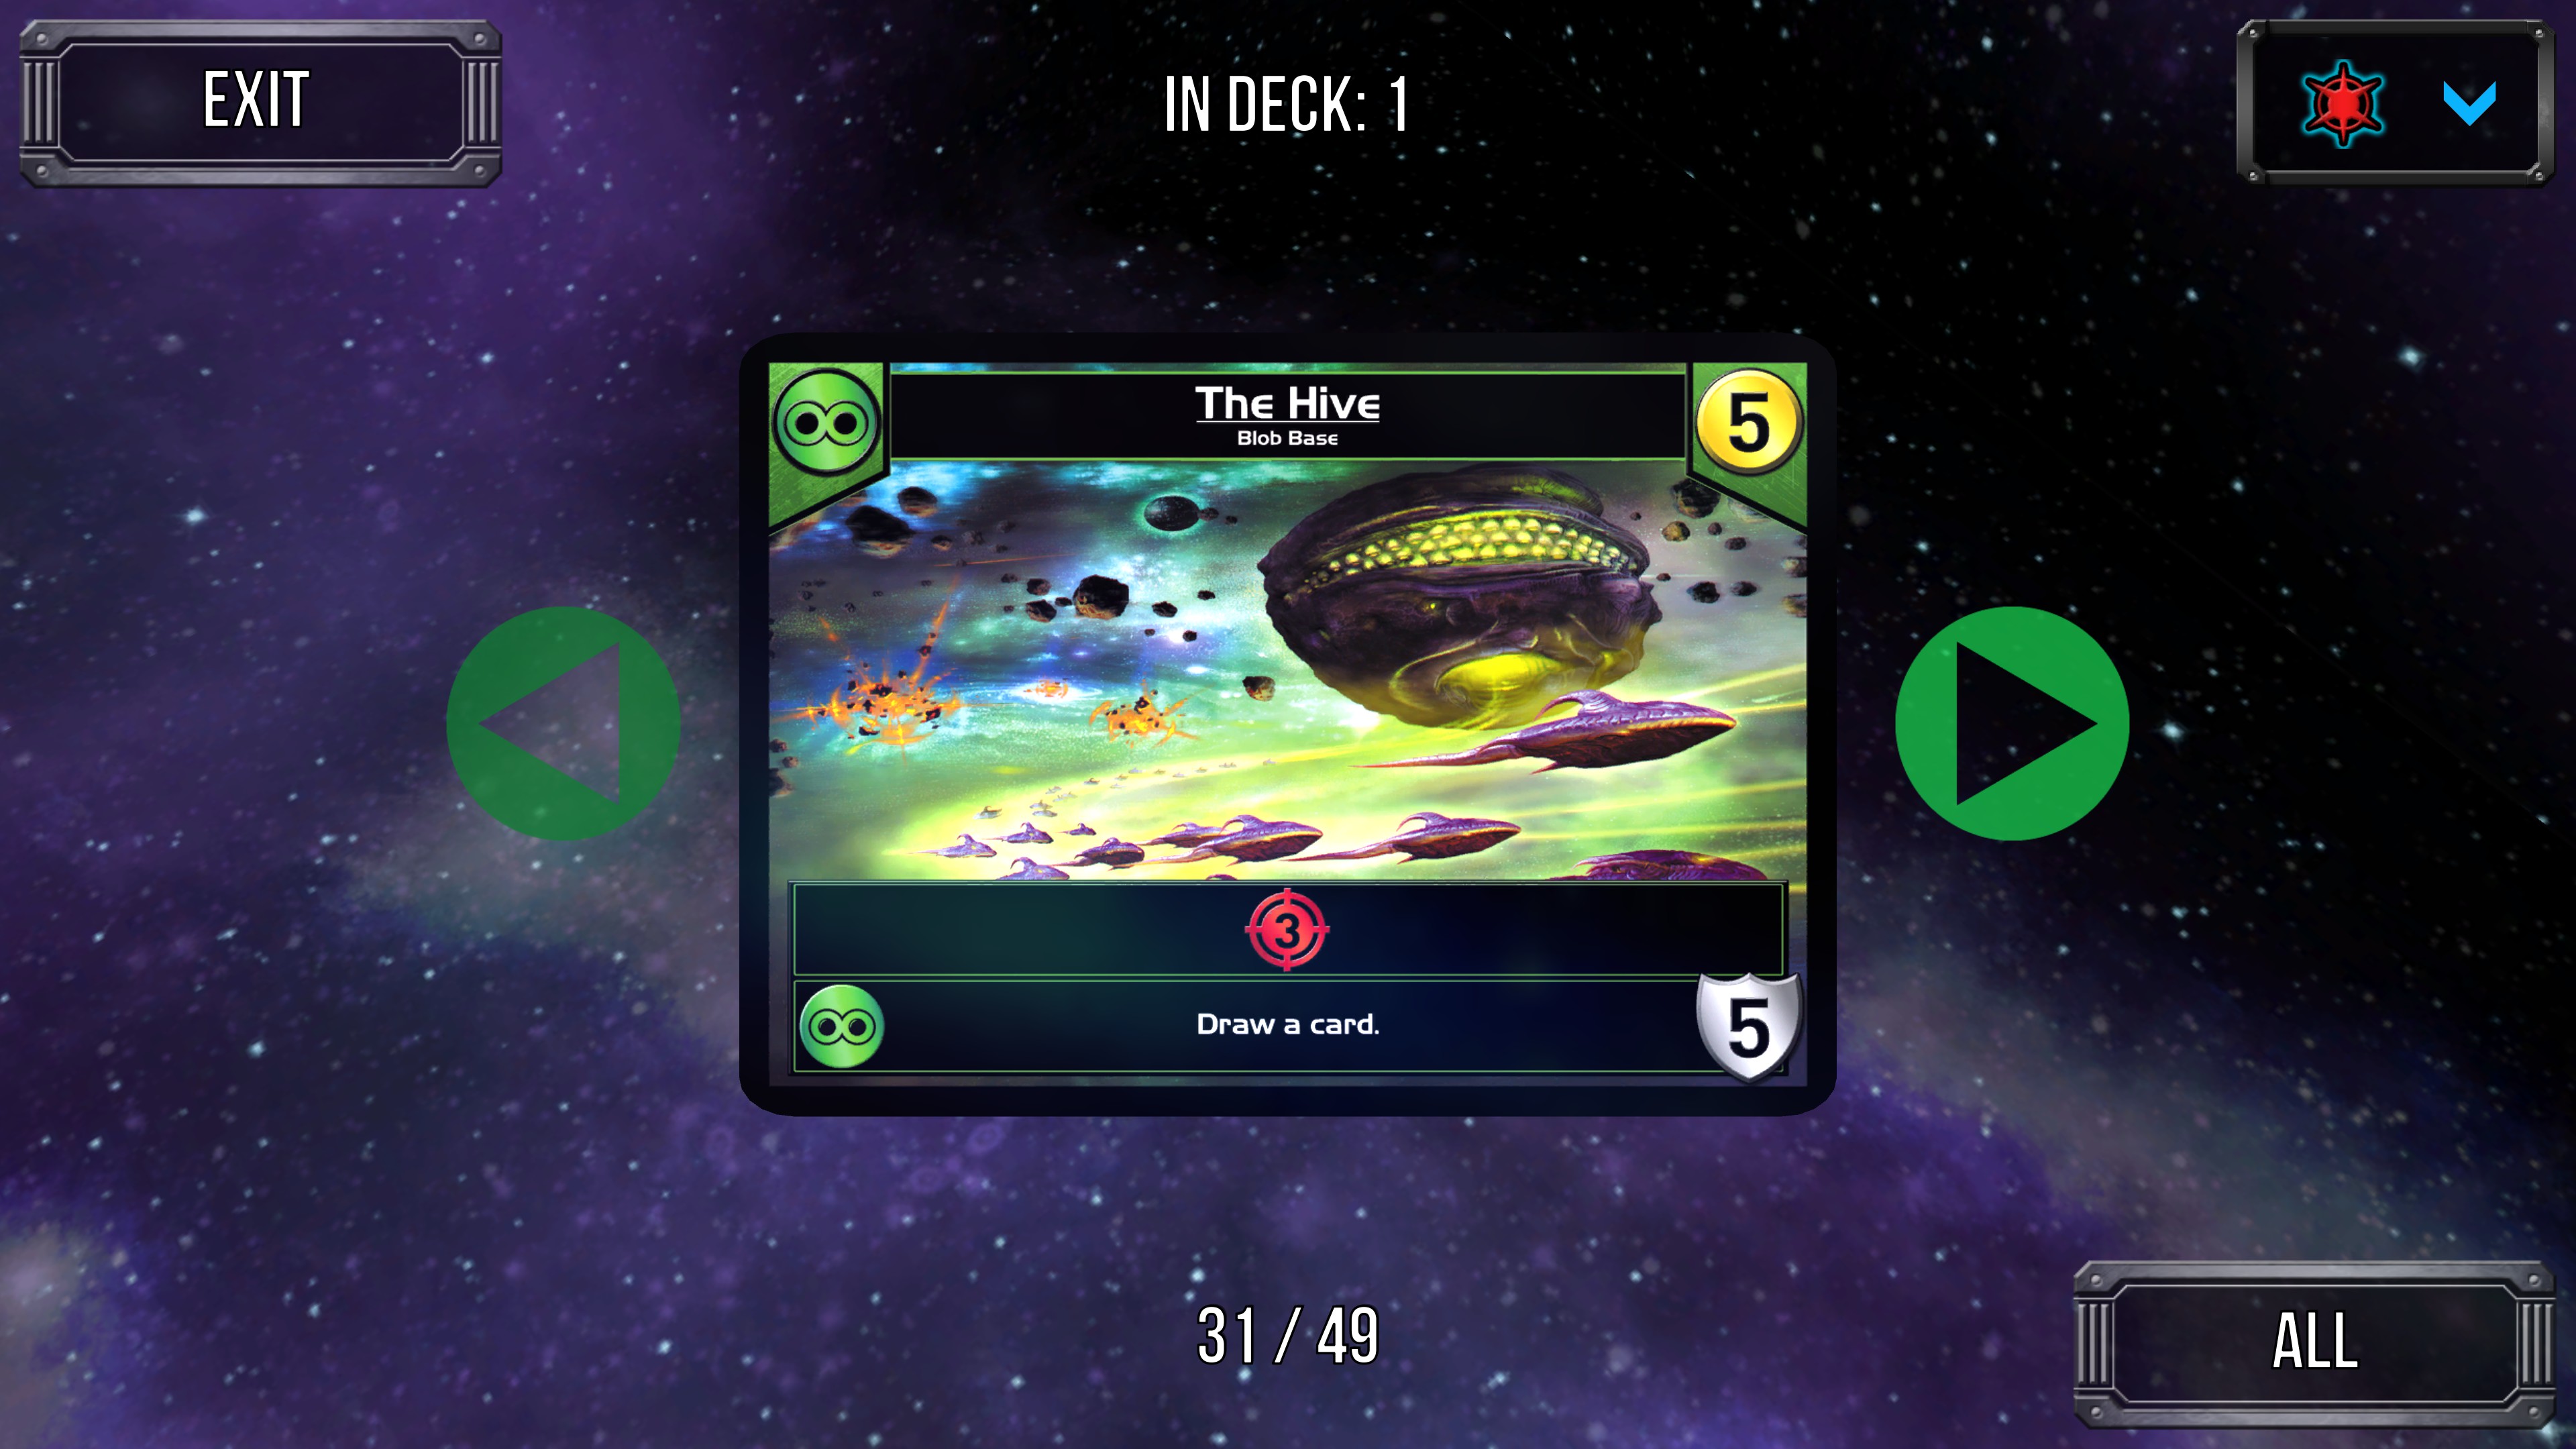 EXIT
IN DECK: 1
The Hive
Blob Base
5
3
Draw a card.
5
31 / 49
ALL